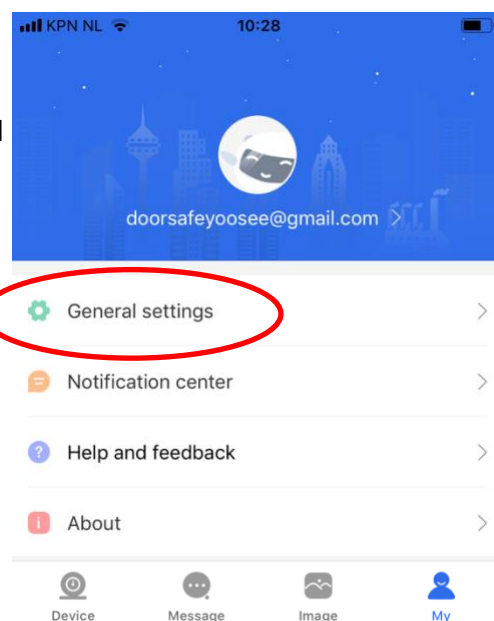 KPN NL 10:28
doorsafeyoosee@gmail.com
General settings
Notification center
Help and feedback
About
Device Message Image My